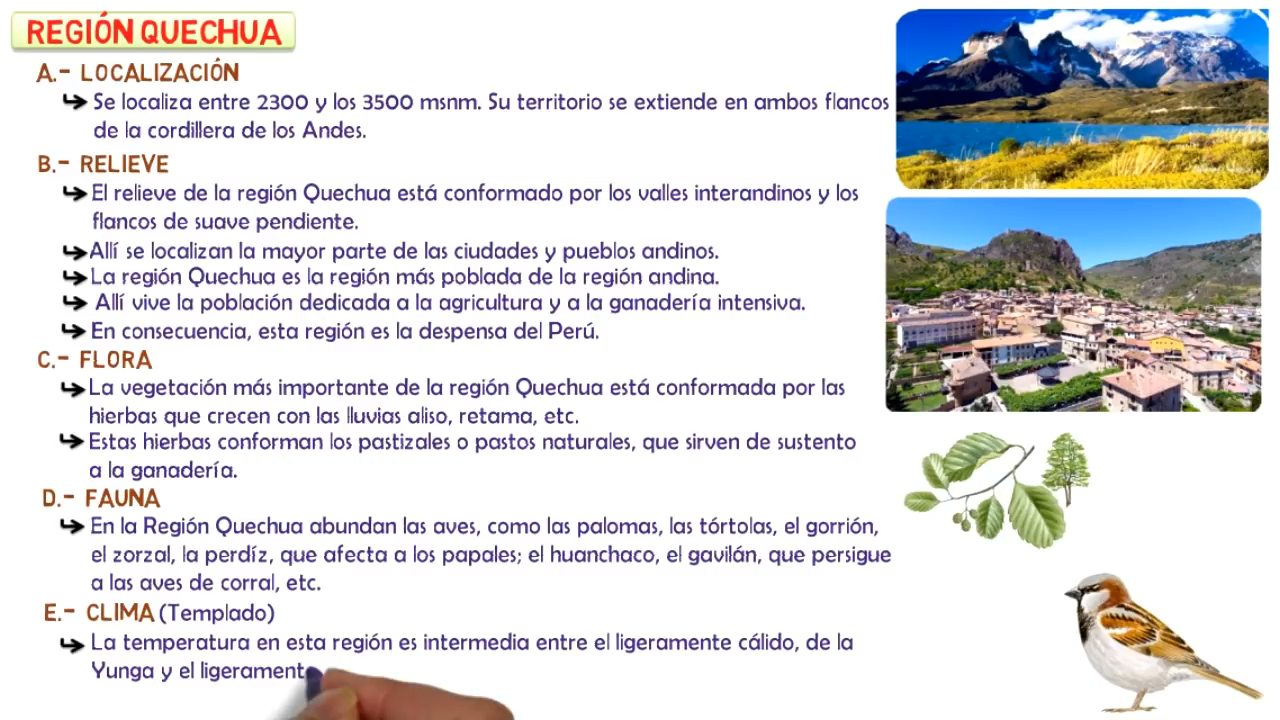 REGIÓN QUECHUA
A.- LOCALIZACIÓN
Se localiza entre 2300 y los 3500 msnm. Su territorio se extiende en ambos flancos
de la cordillera de los Andes.
B.- RELIEVE
El relieve de la región Quechua está conformado por los valles interandinos y los
flancos de suave pendiente.
Allí se localizan la mayor parte de las ciudades y pueblos andinos.
La región Quechua es la región más poblada de la región andina.
Allí vive la población dedicada a la agricultura y a la ganadería intensiva.
En consecuencia, esta región es la despensa del Perú.
C.- FLORA
La vegetación más importante de la región Quechua está conformada por las
hierbas que crecen con las lluvias aliso, retama, etc.
Estas hierbas conforman los pastizales o pastos naturales, que sirven de sustento
a la ganadería.
D.- FAUNA
En la Región Quechua abundan las aves, como las palomas, las tórtolas, el gorrión,
el zorzal, la perdíz, que afecta a los papales; el huanchaco, el gavilán, que persigue
a las aves de corral, etc.
E.- CLIMA (Templado)
La temperatura en esta región es intermedia entre el ligeramente cálido, de la
Yunga y el ligerament